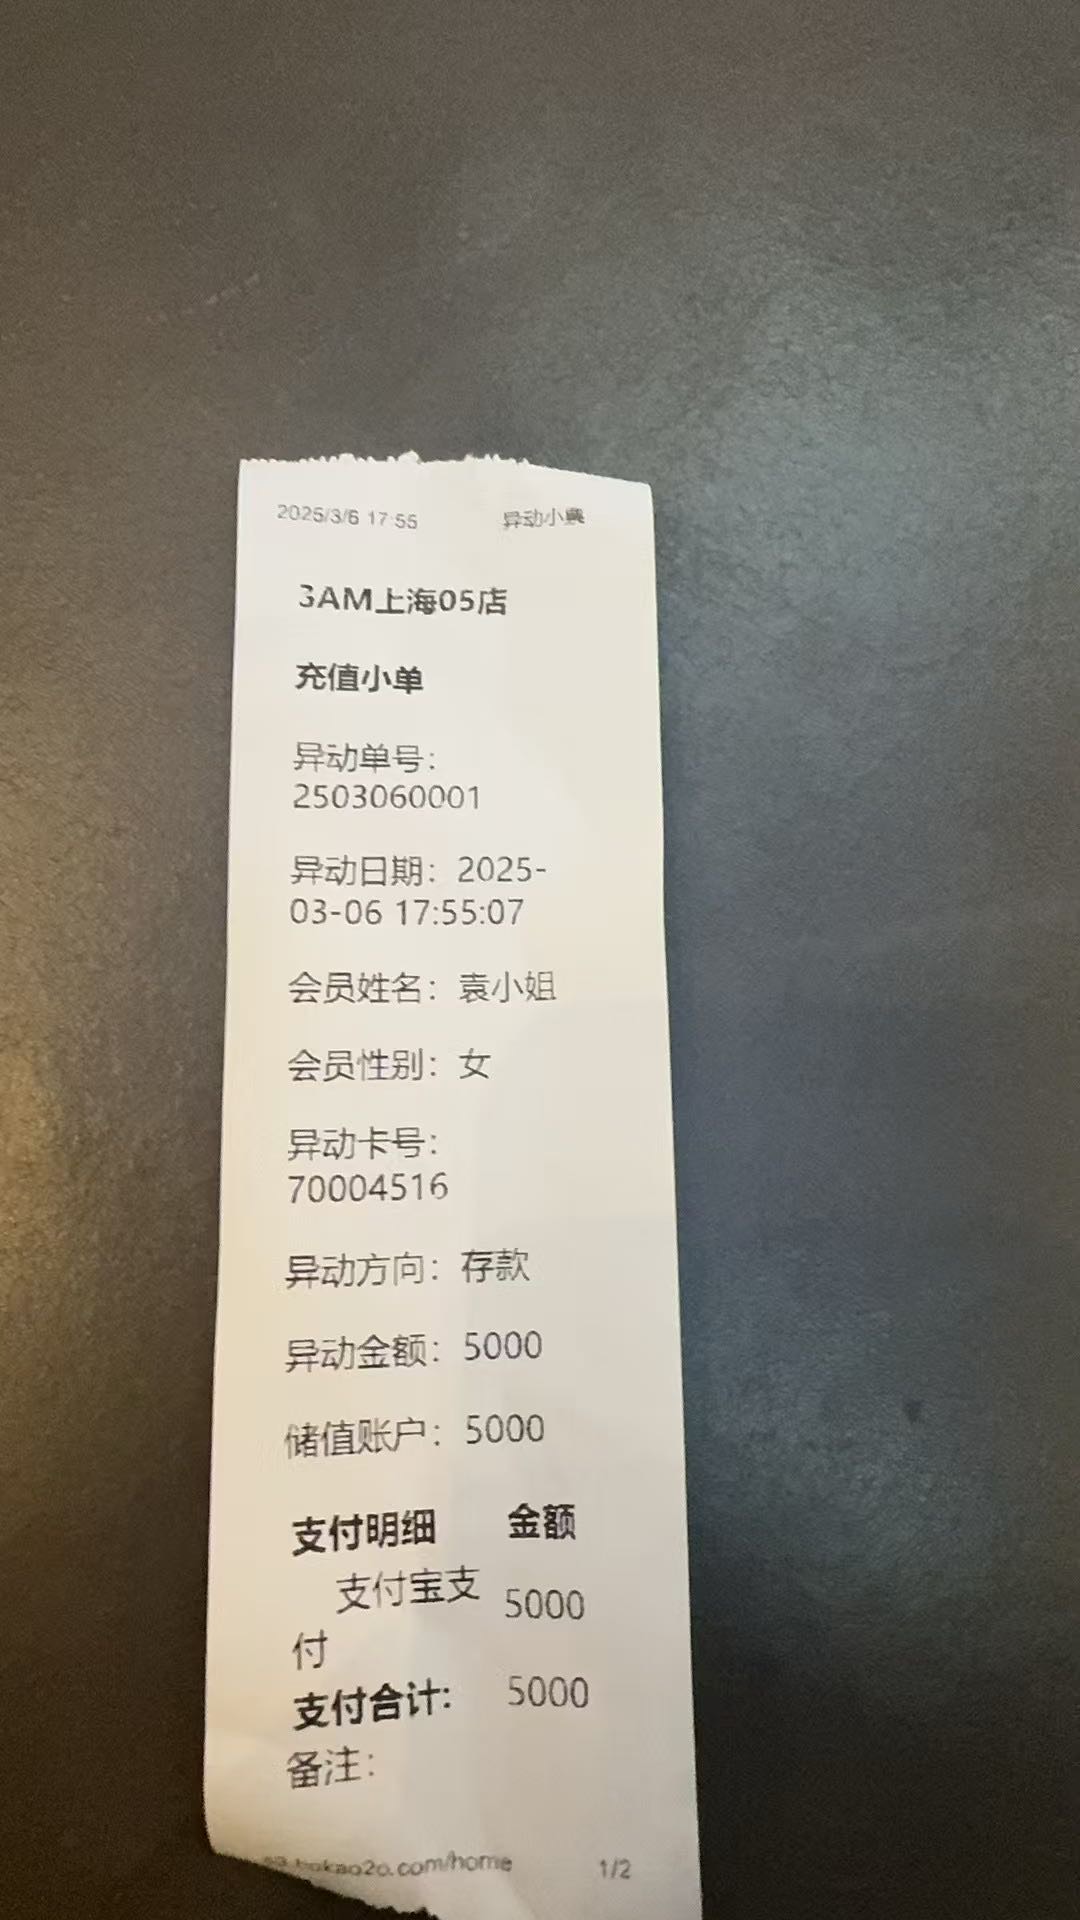 2025/3/6 17:55 异动小票
3AM上海05店
充值小单
异动单号：
2503060001
异动日期：2025-
03-06 17:55:07
会员姓名：袁小姐
会员性别：女
异动卡号：
70004516
异动方向：存款
异动金额：5000
储值账户：5000
支付明细 金额
支付宝支 5000
付
支付合计: 5000
备注：
kao2o.com/home 1/2